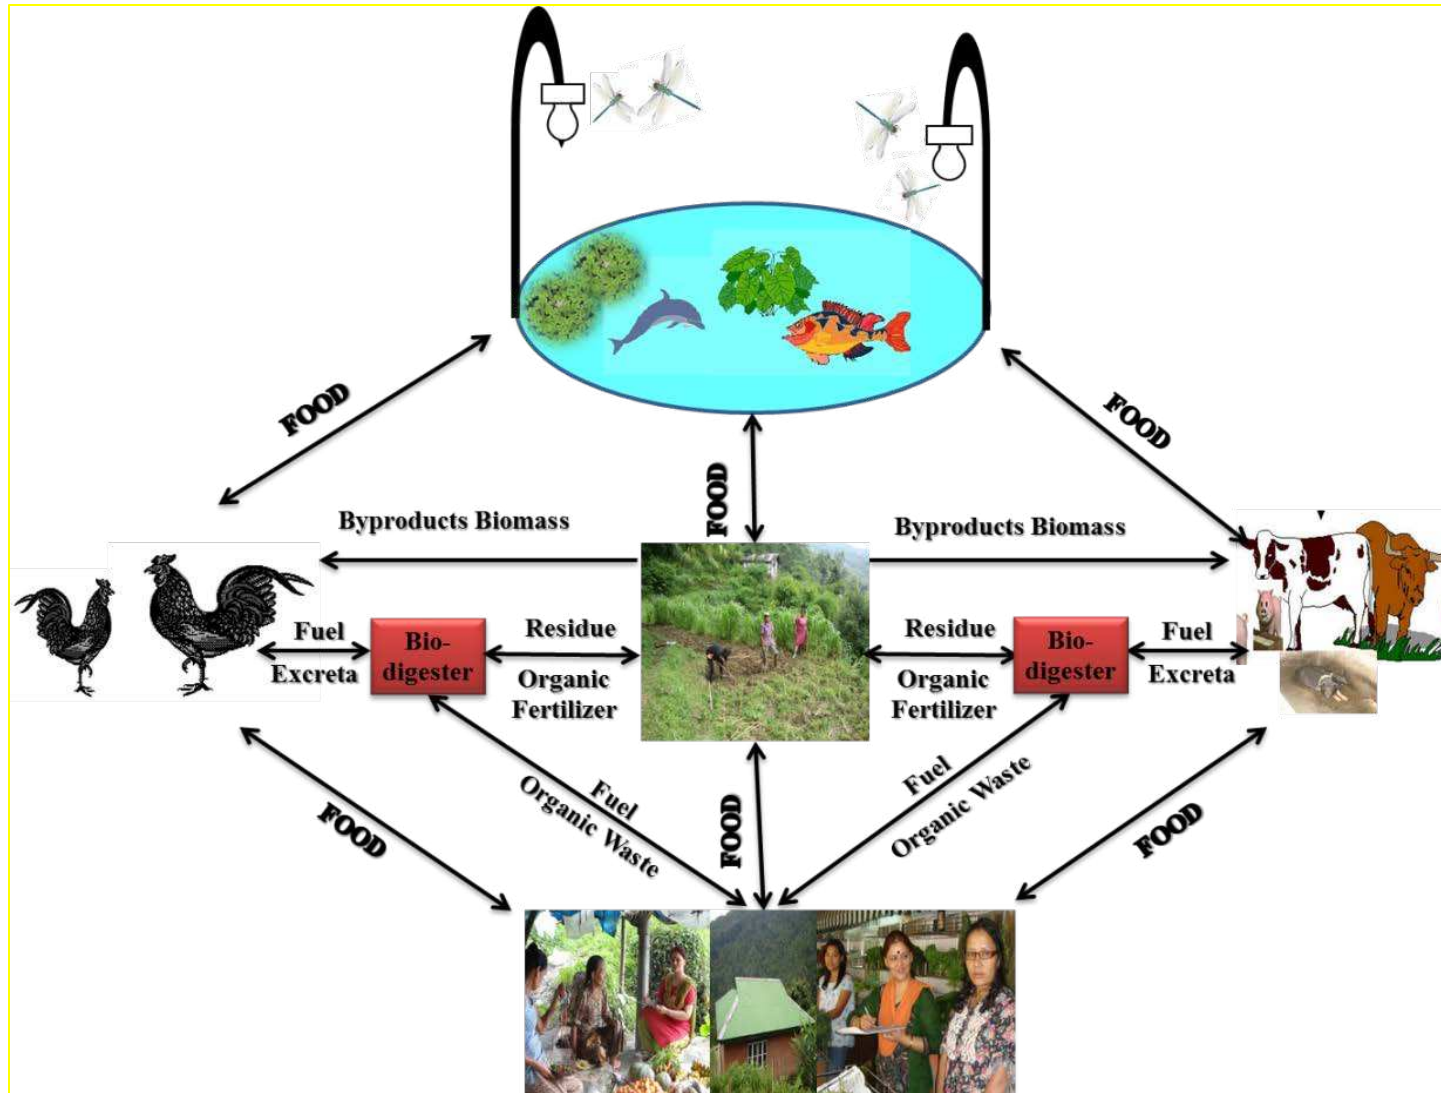 FOOD
FOOD
FOOD
Byproducts Biomass
Byproducts Biomass
Fuel
Excreta
Bio-
digester
Residue
Organic
Fertilizer
Residue
Organic
Fertilizer
Bio-
digester
Fuel
Excreta
FOOD
Fuel
Organic Waste
FOOD
Fuel
Organic Waste
FOOD